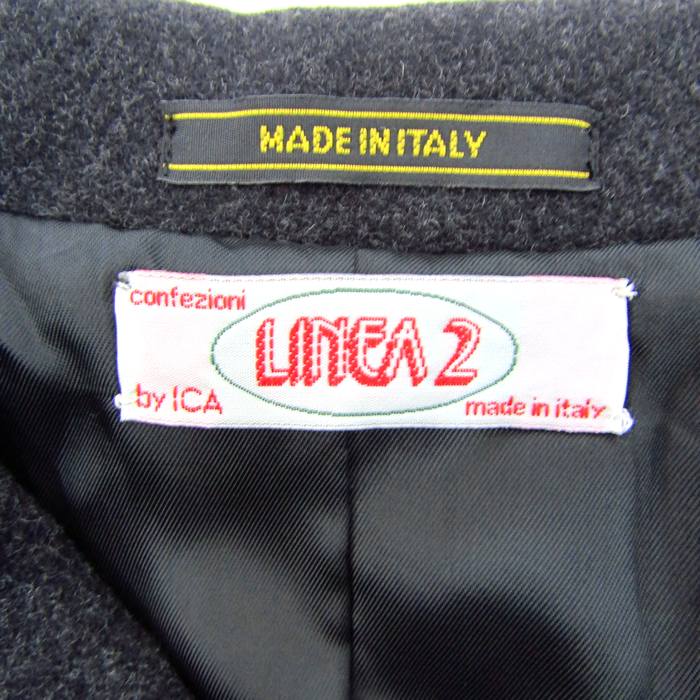 MADE IN ITALY
confezioni
LINEA 2
by ICA
made in italy